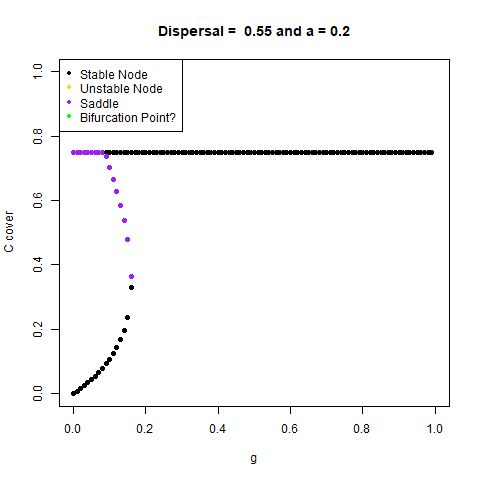 Dispersal =  0.55 and a = 0.2
Stable Node
Unstable Node
Saddle
Bifurcation Point?
C cover
1.0
0.8
0.6
0.4
0.2
0.0
0.0 0.2 0.4 0.6 0.8 1.0
g